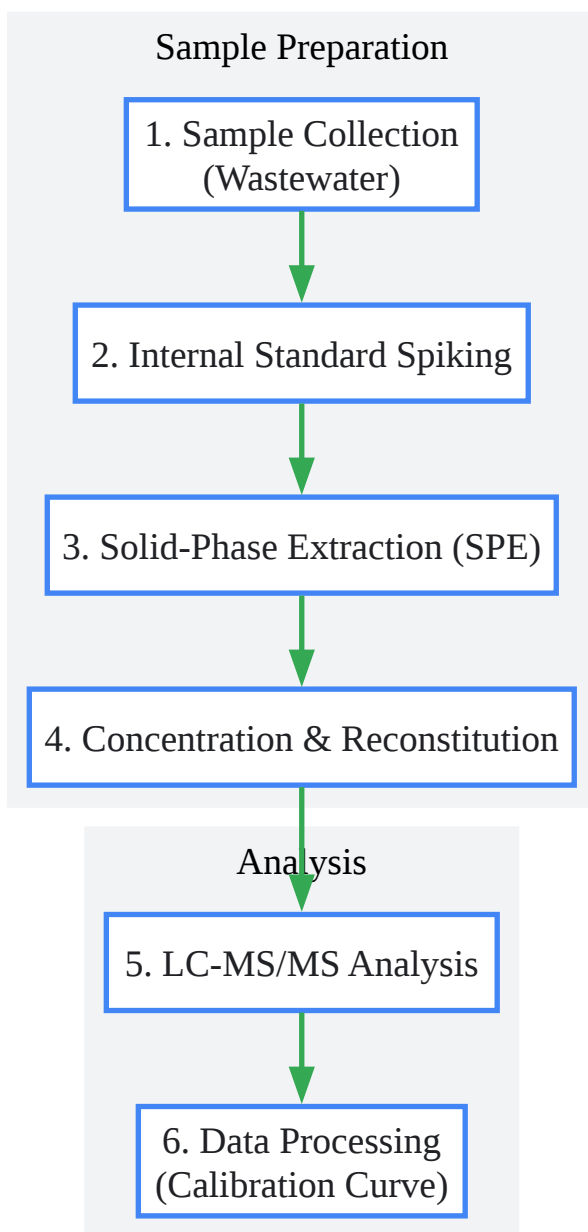 Sample Preparation
1. Sample Collection
(Wastewater)
2. Internal Standard Spiking
3. Solid-Phase Extraction (SPE)
4. Concentration & Reconstitution
Analysis
5. LC-MS/MS Analysis
6. Data Processing
(Calibration Curve)